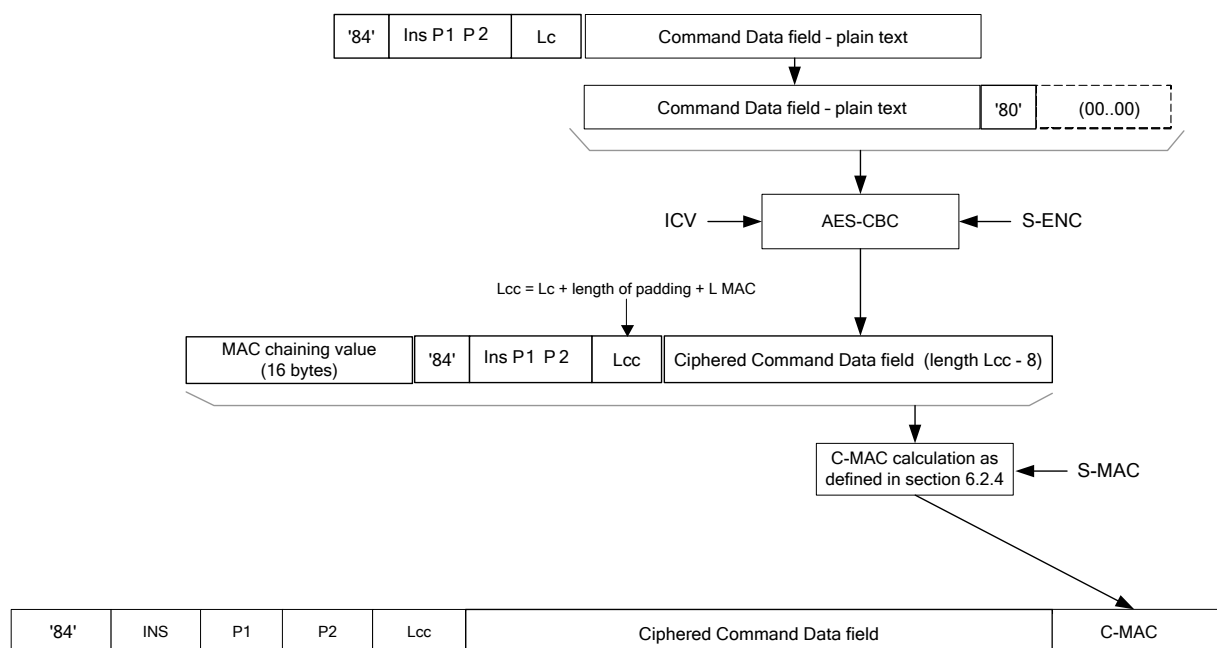 '84' Ins P1 P2 Lc Command Data field - plain text
Command Data field - plain text '80' (00..00)
ICV AES-CBC S-ENC
Lcc = Lc + length of padding + L MAC
MAC chaining value
(16 bytes)
'84' Ins P1 P2 Lcc Ciphered Command Data field (length Lcc - 8)
C-MAC calculation as
defined in section 6.2.4
S-MAC
'84' INS P1 P2 Lcc Ciphered Command Data field C-MAC